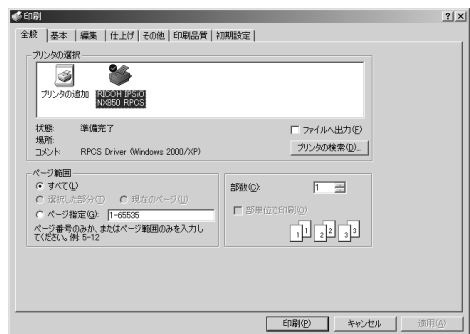 印刷
全般 基本 編集 仕上げ その他 印刷品質 初期設定
プリンタの選択
プリンタの追加
RICOH IPSiO
NX850 RPCS
状態: 準備完了
場所:
コメント: RPCS Driver (Windows 2000/XP)
ファイルへ出力(F)
プリンタの検索(D)...
ページ範囲
すべて(L)
選択した部分(T) 現在のページ(U)
ページ指定(G): 1-65535
ページ番号のみか、またはページ範囲のみを入力し
てください。例: 5-12
部数(C): 1
部単位で印刷(O)
1 1 2 2 3 3
印刷(P) キャンセル 適用(A)